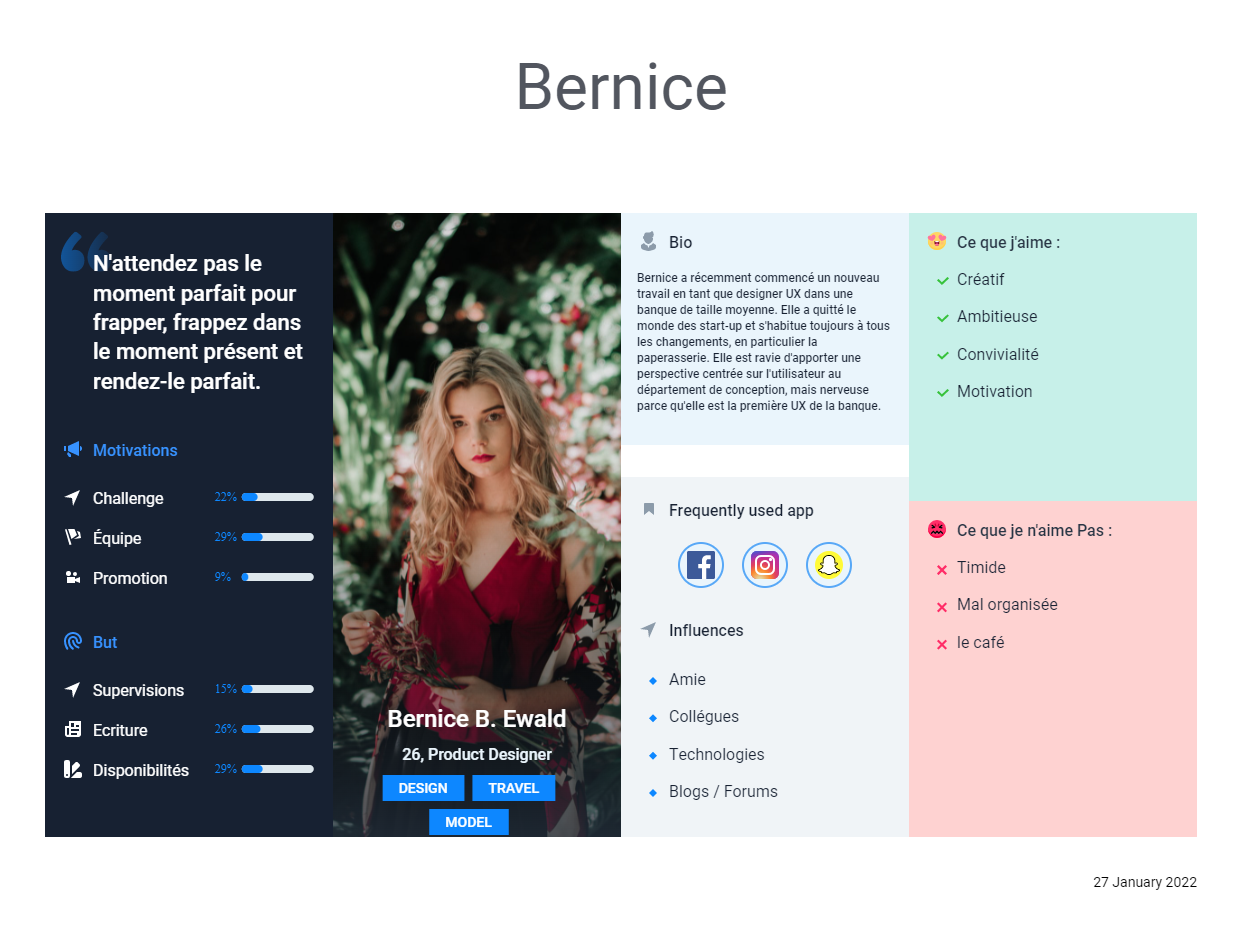 Bernice
N'attendez pas le
moment parfait pour
frapper, frappez dans
le moment présent et
rendez-le parfait.
Motivations
Challenge 22%
Équipe 29%
Promotion 9%
But
Supervisions 15%
Ecriture 26%
Disponibilités 29%
Bernice B. Ewald
26, Product Designer
DESIGN TRAVEL
MODEL
Bio
Bernice a récemment commencé un nouveau
travail en tant que designer UX dans une
banque de taille moyenne. Elle a quitté le
monde des start-up et s'habitue toujours à tous
les changements, en particulier la
paperasserie. Elle est ravie d'apporter une
perspective centrée sur l'utilisateur au
département de conception, mais nerveuse
parce qu'elle est la première UX de la banque.
Frequently used app
Influences
Amie
Collégues
Technologies
Blogs / Forums
Ce que j'aime :
Créatif
Ambitieuse
Convivialité
Motivation
Ce que je n'aime Pas :
Timide
Mal organisée
le café
27 January 2022